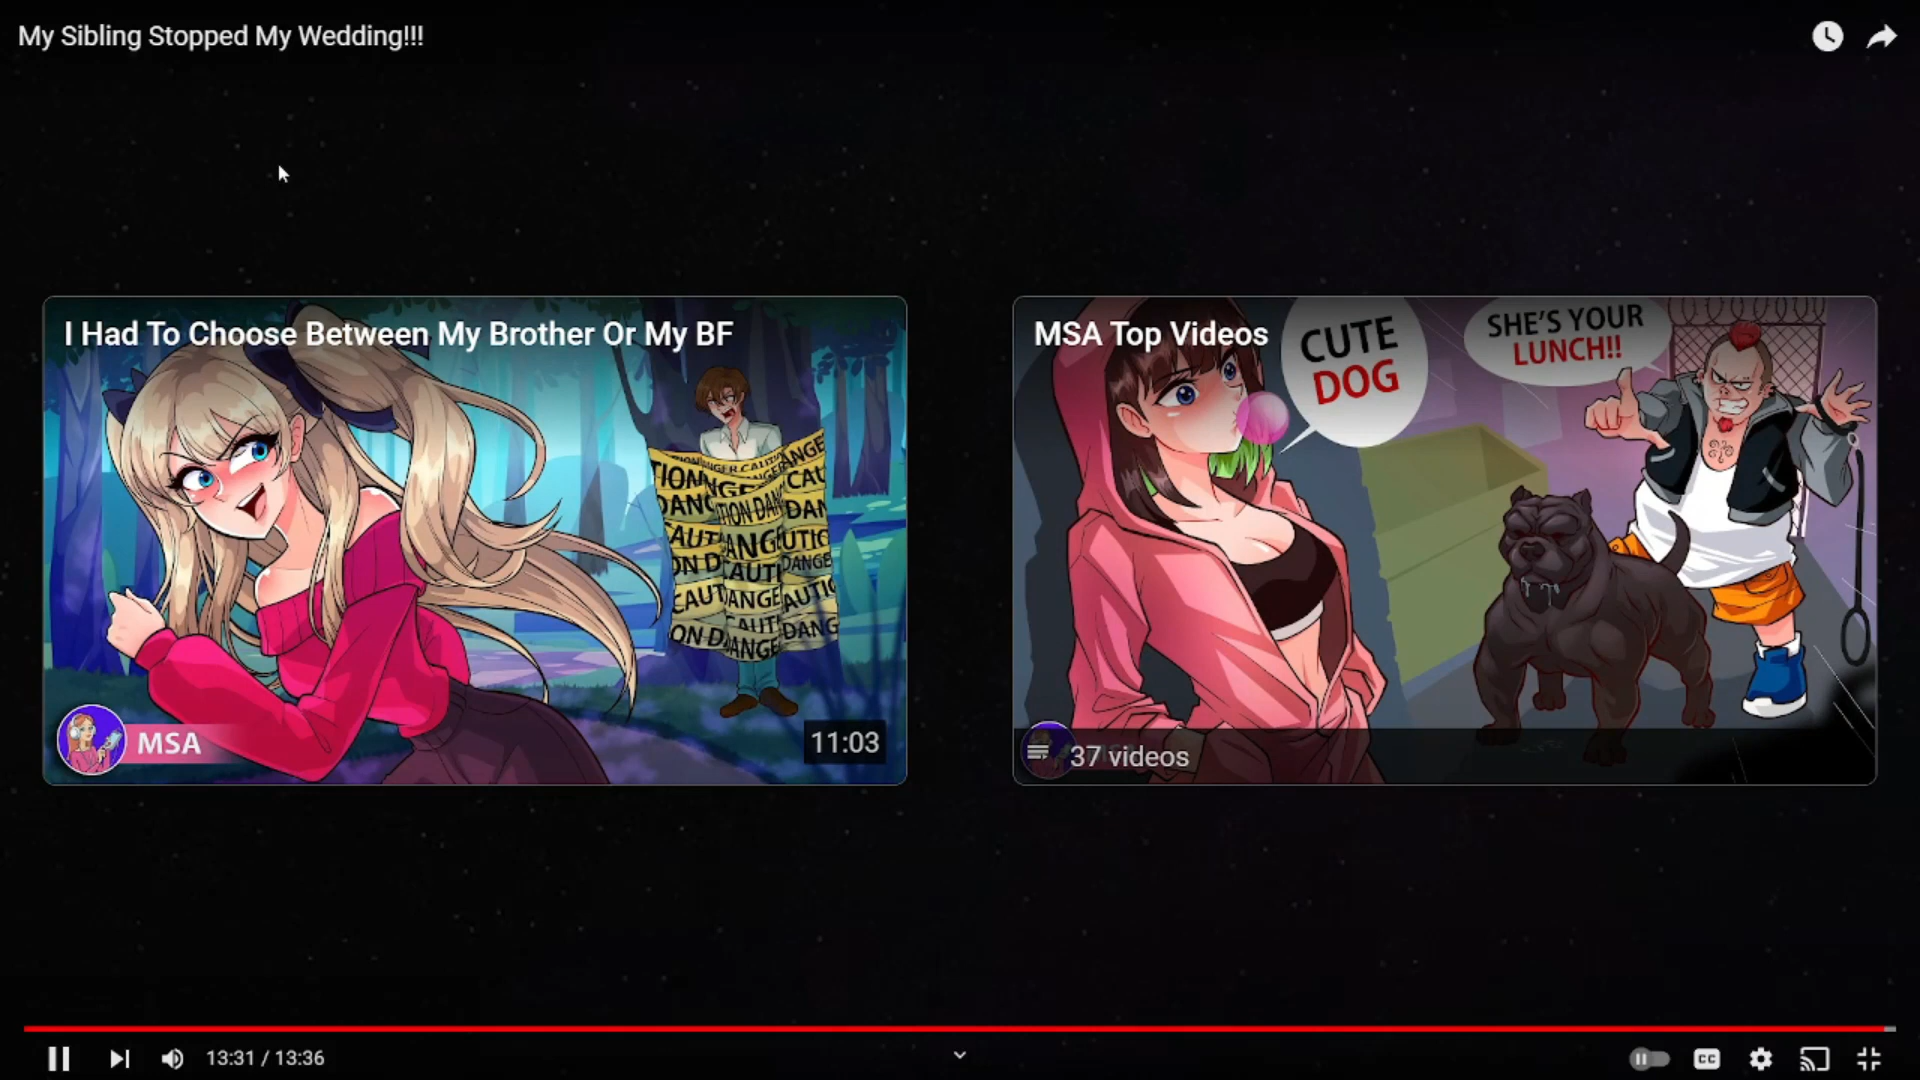 My Sibling Stopped My Wedding!!!
I Had To Choose Between My Brother Or My BF
MSA
11:03
MSA Top Videos
CUTE
DOG
SHE'S YOUR
LUNCH!!
37 videos
13:31 / 13:36
CC